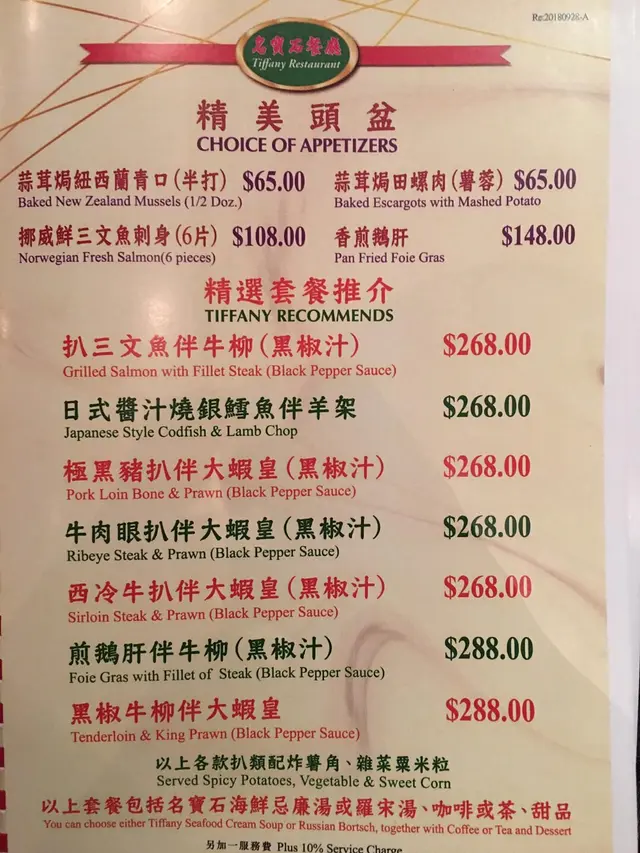 Re:20180928-A
名寶石餐廳
Tiffany Restaurant
精美頭盆
CHOICE OF APPETIZERS
蒜茸焗紐西蘭青口(半打) $65.00
Baked New Zealand Mussels (1/2 Doz.)
蒜茸焗田螺肉(薯蓉) $65.00
Baked Escargots with Mashed Potato
挪威鮮三文魚刺身(6片) $108.00
Norwegian Fresh Salmon(6 pieces)
香煎鵝肝 $148.00
Pan Fried Foie Gras
精選套餐推介
TIFFANY RECOMMENDS
扒三文魚伴牛柳(黑椒汁) $268.00
Grilled Salmon with Fillet Steak (Black Pepper Sauce)
日式醬汁燒銀鱈魚伴羊架 $268.00
Japanese Style Codfish & Lamb Chop
極黑豬扒伴大蝦皇(黑椒汁) $268.00
Pork Loin Bone & Prawn (Black Pepper Sauce)
牛肉眼扒伴大蝦皇(黑椒汁) $268.00
Ribeye Steak & Prawn (Black Pepper Sauce)
西冷牛扒伴大蝦皇(黑椒汁) $268.00
Sirloin Steak & Prawn (Black Pepper Sauce)
煎鵝肝伴牛柳(黑椒汁) $288.00
Foie Gras with Fillet of Steak (Black Pepper Sauce)
黑椒牛柳伴大蝦皇 $288.00
Tenderloin & King Prawn (Black Pepper Sauce)
以上各款扒類配炸薯角、雜菜粟米粒
Served Spicy Potatoes, Vegetable & Sweet Corn
以上套餐包括名寶石海鮮忌廉湯或羅宋湯、咖啡或茶、甜品
You can choose either Tiffany Seafood Cream Soup or Russian Bortsch, together with Coffee or Tea and Dessert
另加一服務費 Plus 10% Service Charge